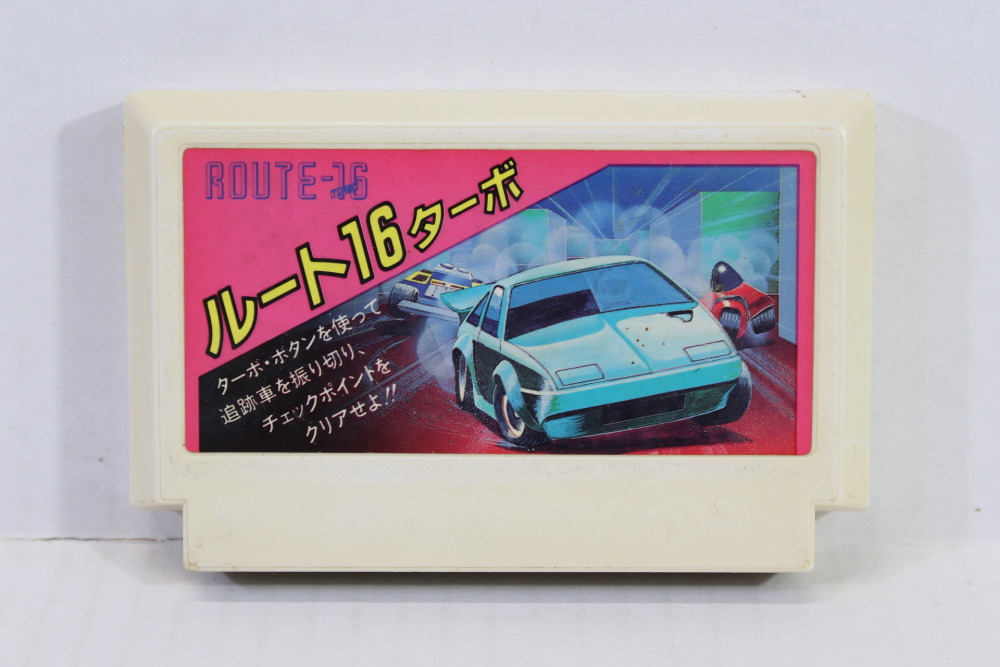 ROUTE-16
TURBO
ルート16ターボ
ターボ・ボタンを使って
追跡車を振り切り、
チェックポイントを
クリアせよ!!